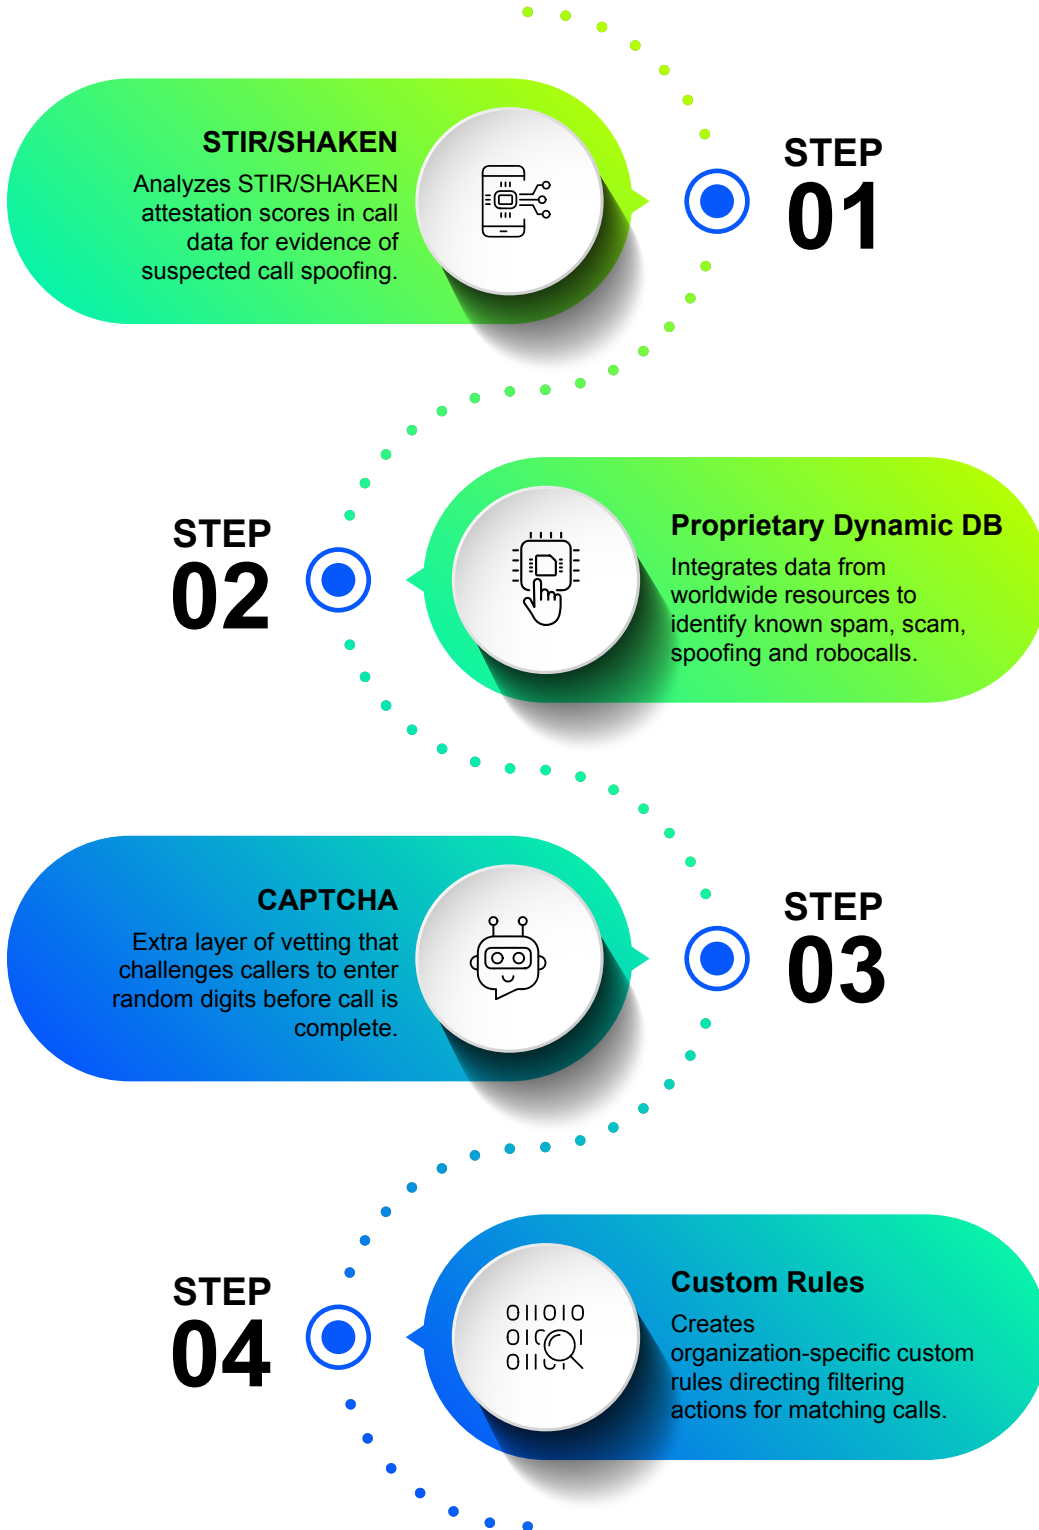 STIR/SHAKEN
Analyzes STIR/SHAKEN
attestation scores in call
data for evidence of
suspected call spoofing.
STEP
01
STEP
02
Proprietary Dynamic DB
Integrates data from
worldwide resources to
identify known spam, scam,
spoofing and robocalls.
CAPTCHA
Extra layer of vetting that
challenges callers to enter
random digits before call is
complete.
STEP
03
STEP
04
Custom Rules
Creates
organization-specific custom
rules directing filtering
actions for matching calls.